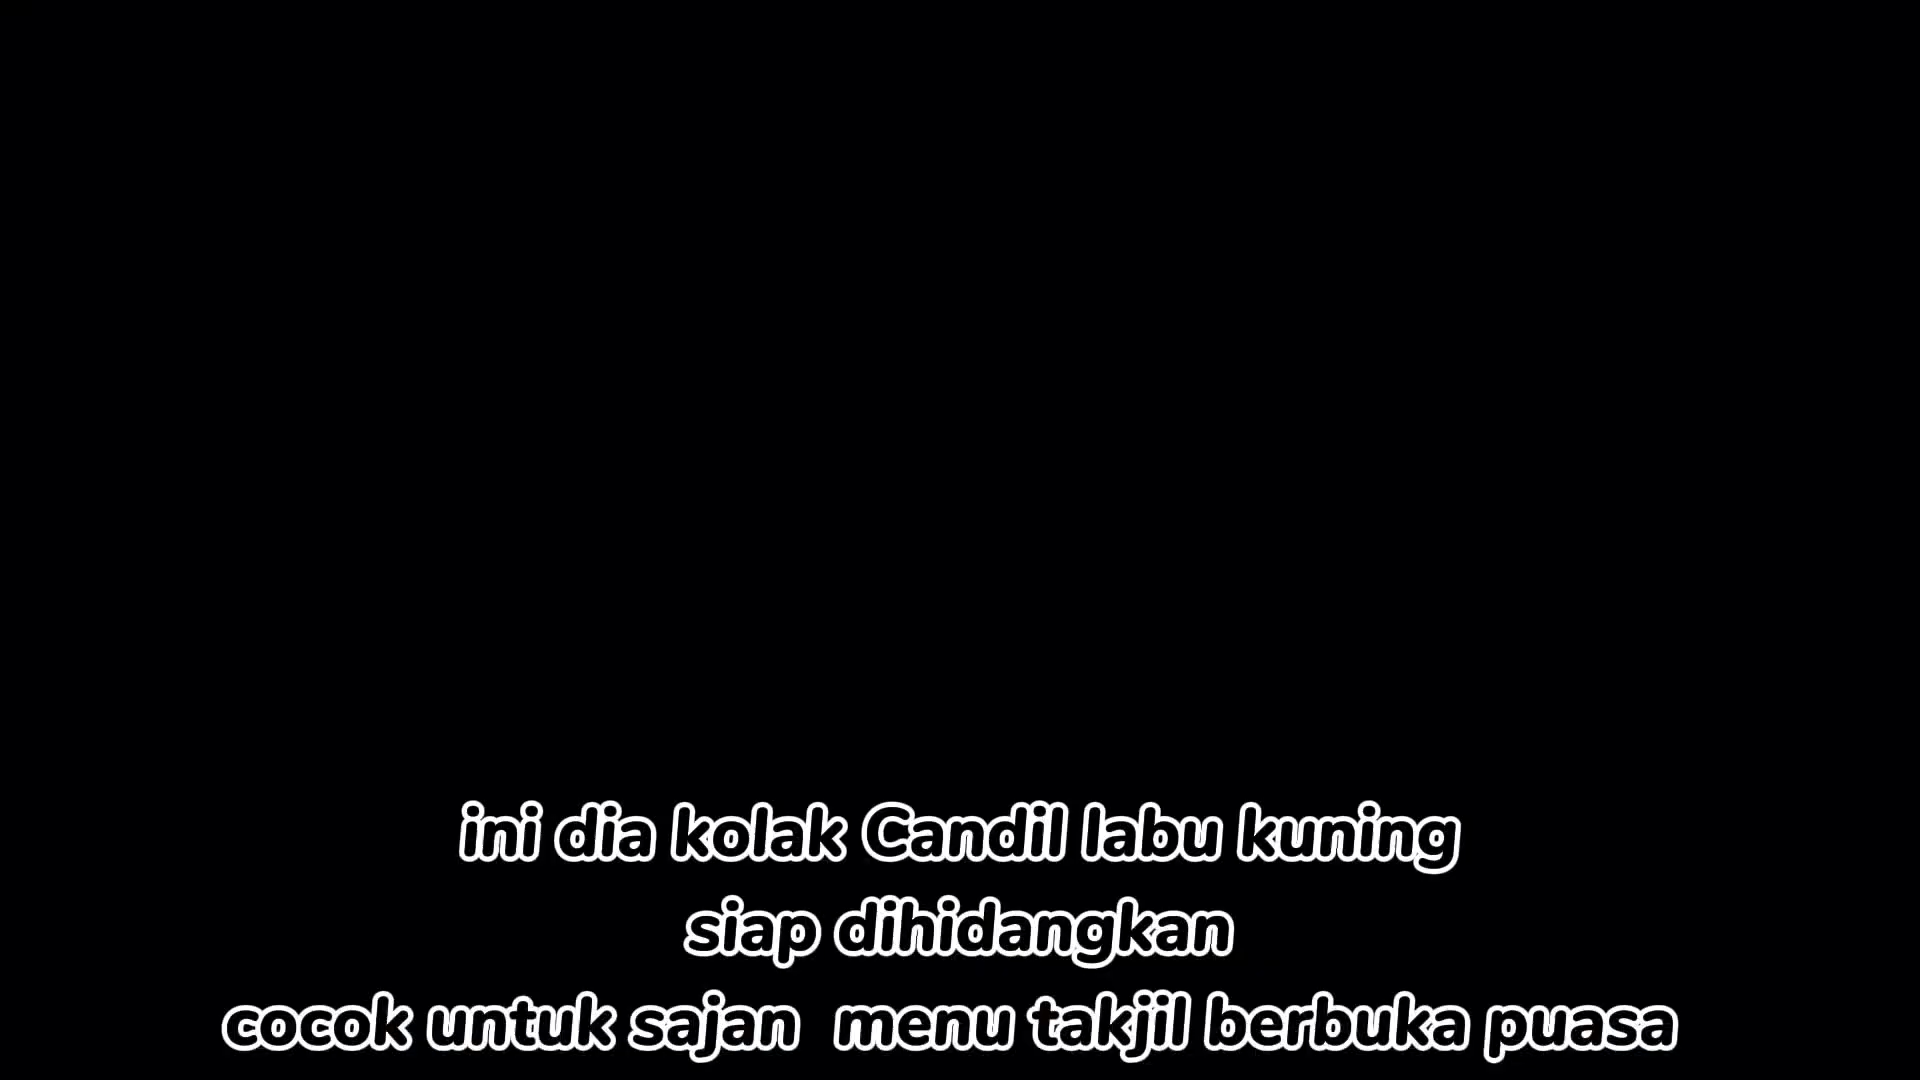 ini dia kolak Candil labu kuning
siap dihidangkan
cocok untuk sajan  menu takjil berbuka puasa